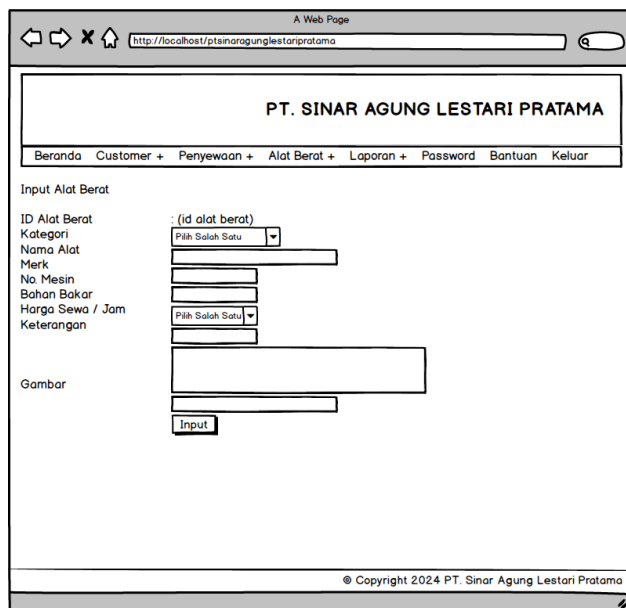 A Web Page
http://localhost/ptsinaragunglestaripratama
PT. SINAR AGUNG LESTARI PRATAMA
Beranda Customer + Penyewaan + Alat Berat + Laporan + Password Bantuan Keluar
Input Alat Berat
ID Alat Berat : (id alat berat)
Kategori Pilih Salah Satu
Nama Alat
Merk
No. Mesin
Bahan Bakar
Harga Sewa / Jam Pilih Salah Satu
Keterangan
Gambar
Input
© Copyright 2024 PT. Sinar Agung Lestari Pratama